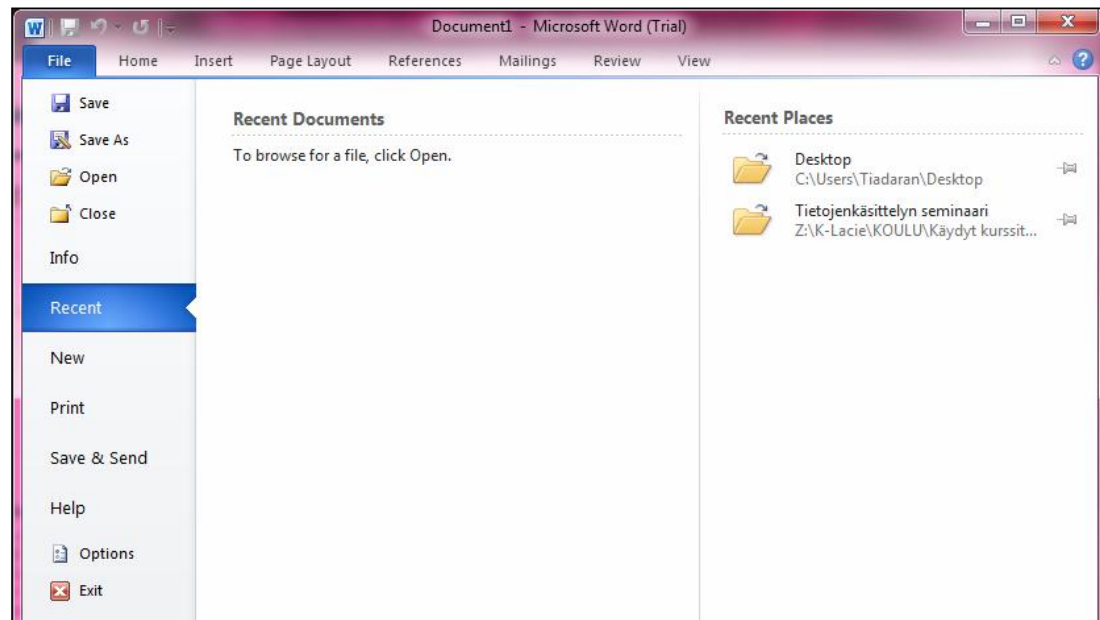 W
Document1 - Microsoft Word (Trial)
File Home Insert Page Layout References Mailings Review View
Save
Save As
Open
Close
Info
Recent
New
Print
Save & Send
Help
Options
Exit
Recent Documents
To browse for a file, click Open.
Recent Places
Desktop
C:\Users\Tiadaran\Desktop
Tietojenkäsittelyn seminaari
Z:\K-Lacie\KOULU\Käydyt kurssit...